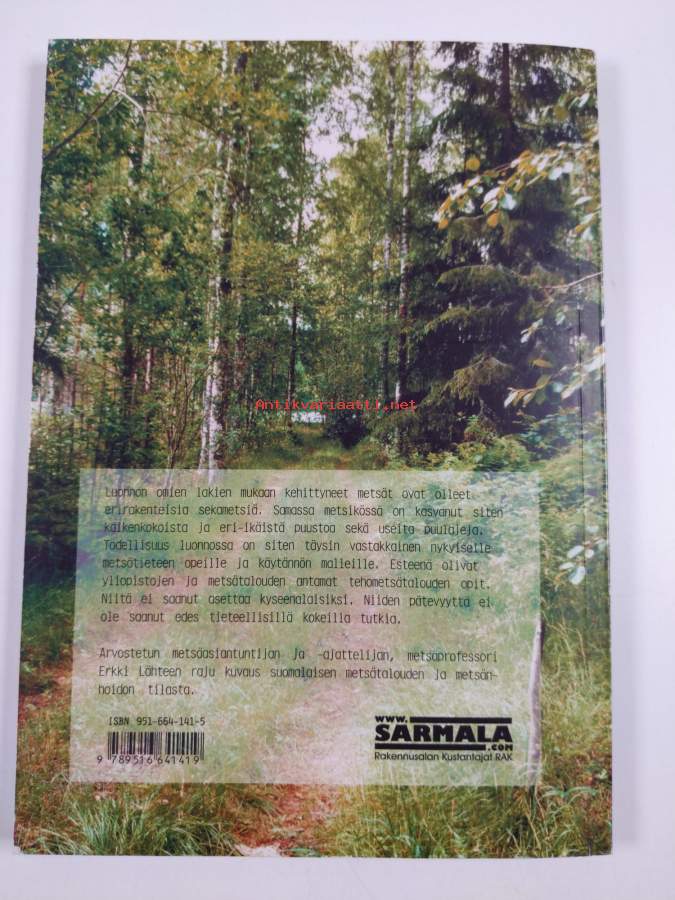 Antikvariaatti.net
Luonnon omien lakien mukaan kehittyneet metsät ovat olleet
erirakenteisia sekametsiä. Samassa metsikössä on kasvanut siten
kaikenkokoista ja eri-ikäistä puustoa sekä useita puulajeja.
Todellisuus luonnossa on siten täysin vastakkainen nykyiselle
metsätieteen opeille ja käytännön malleille. Esteenä olivat
yliopistojen ja metsätalouden antamat tehometsätalouden opit.
Niitä ei saanut asettaa kyseenalaisiksi. Niiden pätevyyttä ei
ole saanut edes tieteellisillä kokeilla tutkia.
Arvostetun metsäasiantuntijan ja -ajattelijan, metsäprofessori
Erkki Lähteen raju kuvaus suomalaisen metsätalouden ja metsän-
hoidon tilasta.
ISBN 951-664-141-5
9 789516 641419
www.
SARMALA
.com
Rakennusalan Kustantajat RAK